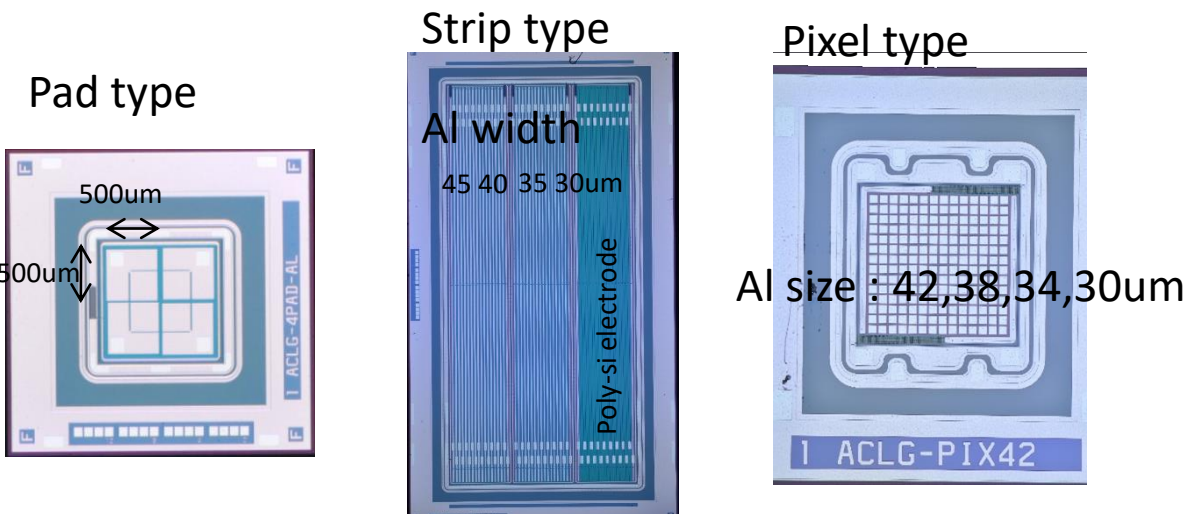 Pad type
500um
500um
F
F
F
F
1 ACLG-4PAD-AL
Strip type
Al width
45 40 35 30um
Poly-si electrode
Pixel type
Al size : 42,38,34,30um
1 ACLG-PIX42